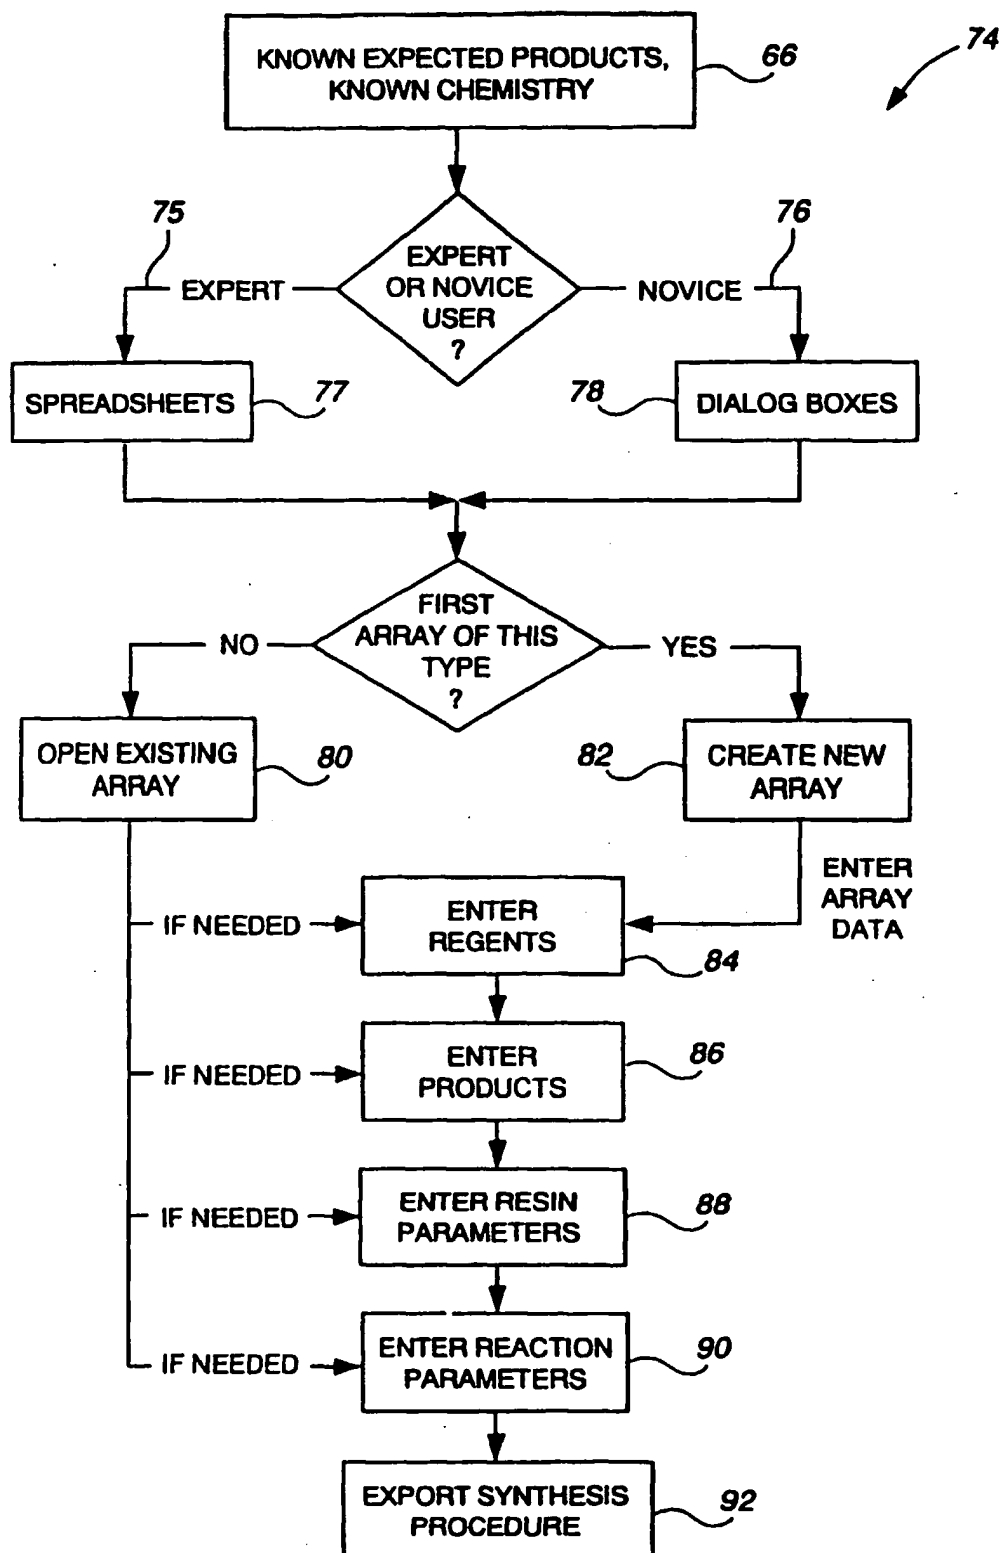 KNOWN EXPECTED PRODUCTS,
KNOWN CHEMISTRY
66
74
75
76
EXPERT
OR NOVICE
USER
?
EXPERT
NOVICE
SPREADSHEETS
77
78
DIALOG BOXES
FIRST
ARRAY OF THIS
TYPE
?
NO
YES
OPEN EXISTING
ARRAY
80
82
CREATE NEW
ARRAY
ENTER
ARRAY
DATA
IF NEEDED
ENTER
REGENTS
84
IF NEEDED
ENTER
PRODUCTS
86
IF NEEDED
ENTER RESIN
PARAMETERS
88
IF NEEDED
ENTER REACTION
PARAMETERS
90
EXPORT SYNTHESIS
PROCEDURE
92